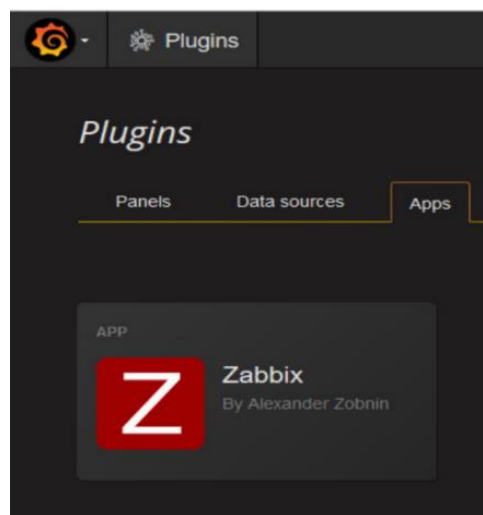 Plugins
Plugins
Panels Data sources Apps
APP
Z
Zabbix
By Alexander Zobnin